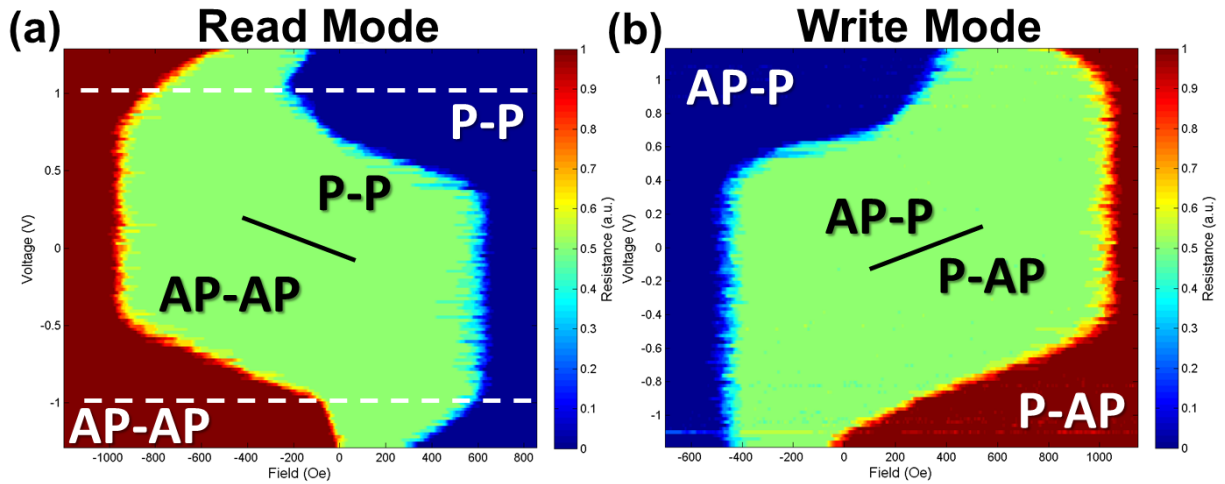 (a) Read Mode
P-P
P-P
AP-AP
AP-AP
Voltage (V)
1
0.5
0
-0.5
-1
-1000 -800 -600 -400 -200 0 200 400 600 800
Field (Oe)
1
0.9
0.8
0.7
0.6
0.5
0.4
0.3
0.2
0.1
0
Resistance (a.u.)
(b) Write Mode
AP-P
AP-P
P-AP
P-AP
Voltage (V)
1
0.8
0.6
0.4
0.2
0
-0.2
-0.4
-0.6
-0.8
-1
-600 -400 -200 0 200 400 600 800 1000
Field (Oe)
1
0.9
0.8
0.7
0.6
0.5
0.4
0.3
0.2
0.1
0
Resistance (a.u.)